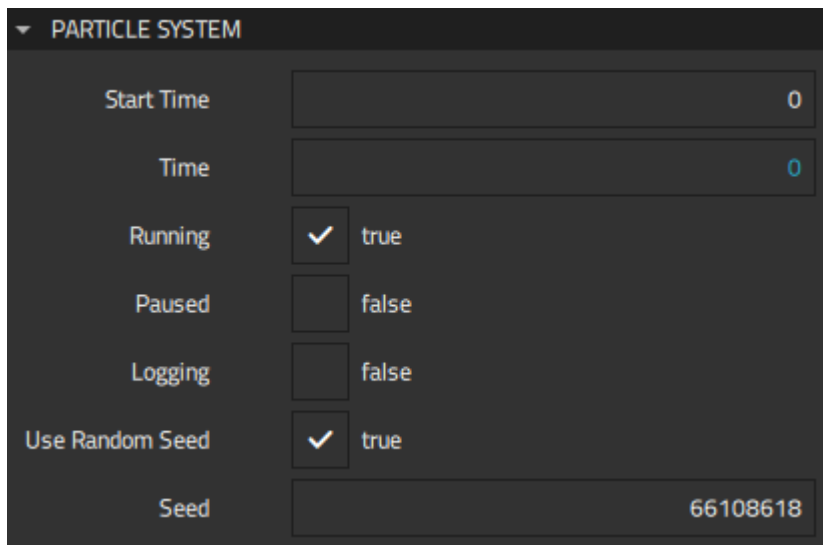 PARTICLE SYSTEM
Start Time 0
Time 0
Running true
Paused false
Logging false
Use Random Seed true
Seed 66108618